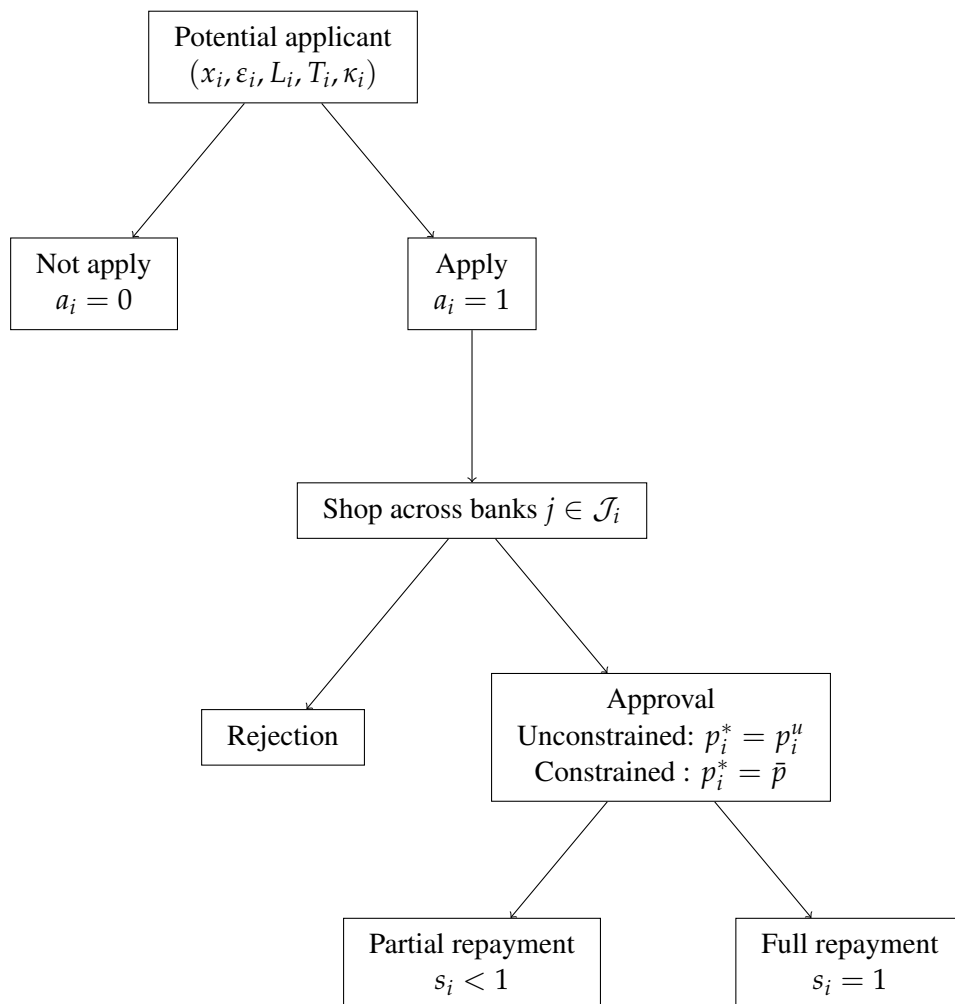 Potential applicant
(x_i, ε_i, L_i, T_i, κ_i)
Not apply
a_i = 0
Apply
a_i = 1
Shop across banks j ∈ 𝒥_i
Rejection
Approval
Unconstrained: p_i^* = p_i^u
Constrained : p_i^* = p̄
Partial repayment
s_i < 1
Full repayment
s_i = 1